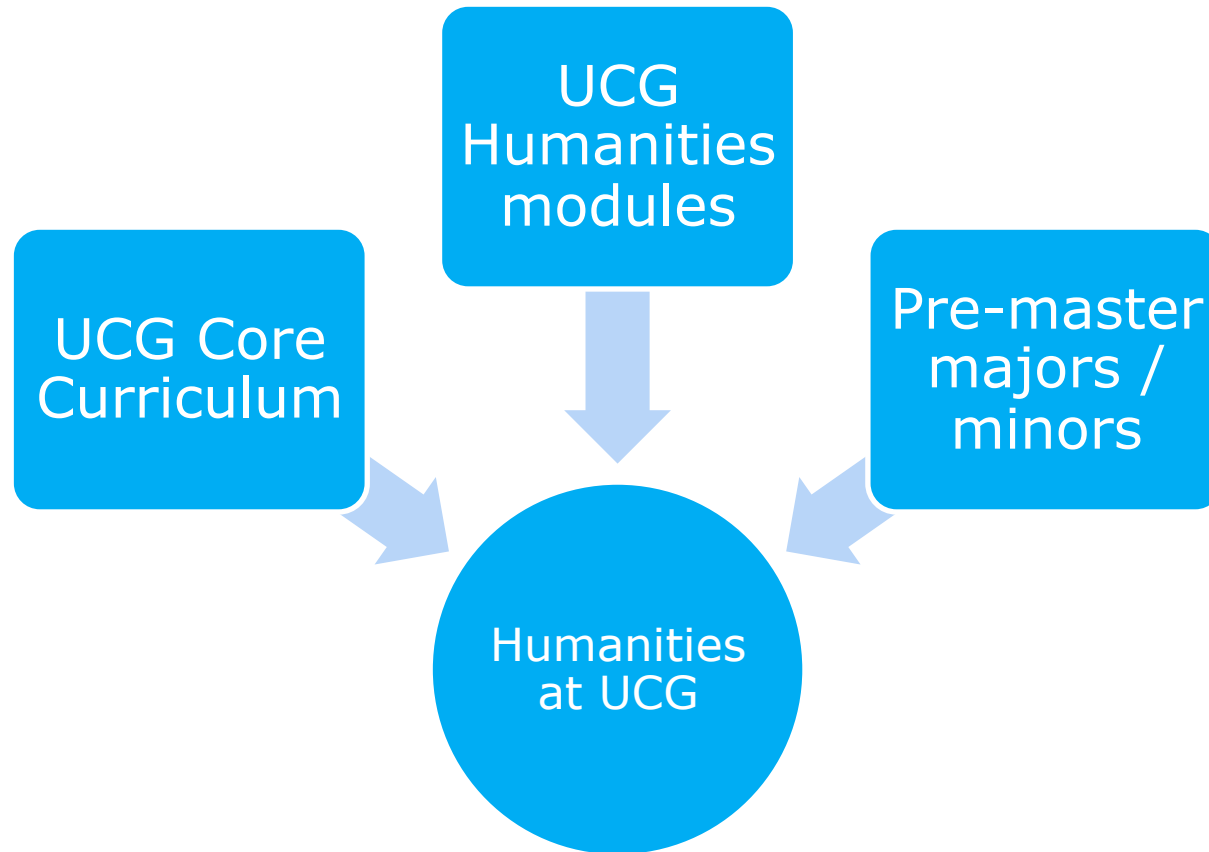 UCG
Humanities
modules
UCG Core
Curriculum
Pre-master
majors /
minors
Humanities
at UCG